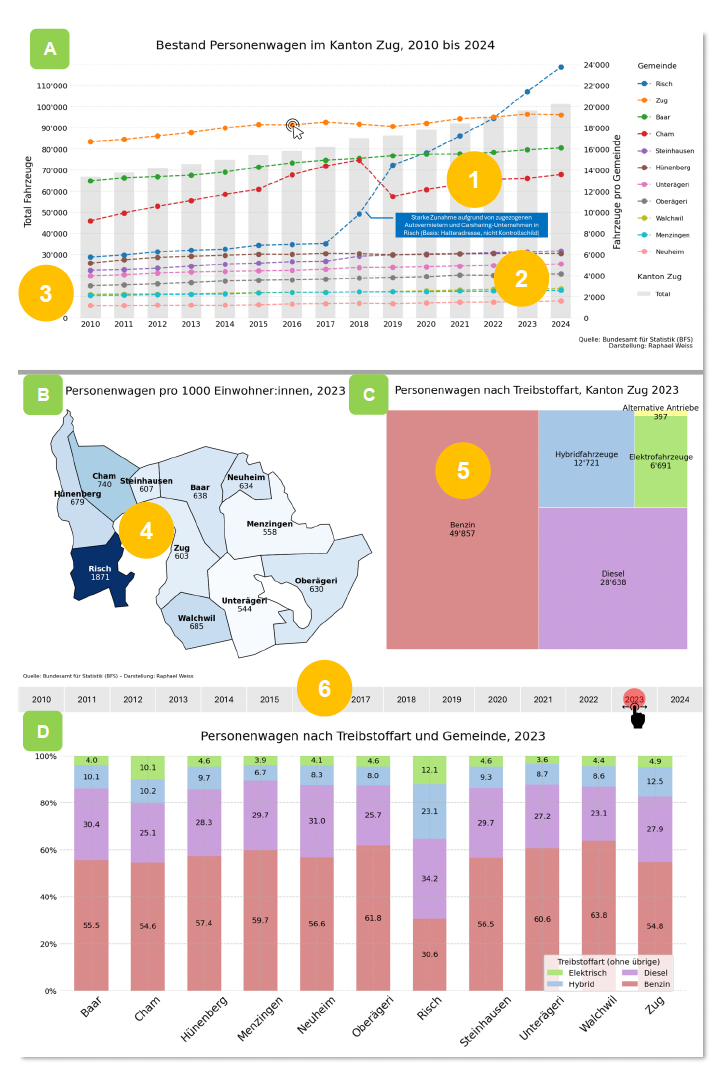 A
Bestand Personenwagen im Kanton Zug, 2010 bis 2024
Total Fahrzeuge
110'000
100'000
90'000
80'000
70'000
60'000
50'000
40'000
30'000
0
24'000
22'000
20'000
18'000
16'000
14'000
12'000
10'000
8'000
6'000
4'000
2'000
0
Fahrzeuge pro Gemeinde
2010 2011 2012 2013 2014 2015 2016 2017 2018 2019 2020 2021 2022 2023 2024
Starke Zunahme aufgrund von zugezogenen
Autovermietern und Carsharing-Unternehmen in
Risch (Basis: Halteradresse, nicht Kontrollschild)
1
2
3
Gemeinde
Risch
Zug
Baar
Cham
Steinhausen
Hünenberg
Unterägeri
Oberägeri
Walchwil
Menzingen
Neuheim
Kanton Zug
Total
Quelle: Bundesamt für Statistik (BFS)
Darstellung: Raphael Weiss
B
Personenwagen pro 1000 Einwohner:innen, 2023
Cham
740
Steinhausen
607
Hünenberg
679
Baar
638
Neuheim
634
Menzingen
558
4
Zug
603
Risch
1871
Oberägeri
630
Unterägeri
544
Walchwil
685
Quelle: Bundesamt für Statistik (BFS) – Darstellung: Raphael Weiss
C
Personenwagen nach Treibstoffart, Kanton Zug 2023
Alternative Antriebe
397
Hybridfahrzeuge
12'721
Elektrofahrzeuge
6'691
5
Benzin
49'857
Diesel
28'638
6
2010 2011 2012 2013 2014 2015 2017 2018 2019 2020 2021 2022 2023 2024
D
Personenwagen nach Treibstoffart und Gemeinde, 2023
100%
80%
60%
40%
20%
0%
4.0 10.1 4.6 3.9 4.1 4.6 12.1 4.6 3.6 4.4 4.9
10.1 10.2 9.7 6.7 8.3 8.0 23.1 9.3 8.7 8.6 12.5
30.4 25.1 28.3 29.7 31.0 25.7 34.2 29.7 27.2 23.1 27.9
55.5 54.6 57.4 59.7 56.6 61.8 30.6 56.5 60.6 63.8 54.8
Treibstoffart (ohne übrige)
Elektrisch Diesel
Hybrid Benzin
Baar Cham Hünenberg Menzingen Neuheim Oberägeri Risch Steinhausen Unterägeri Walchwil Zug